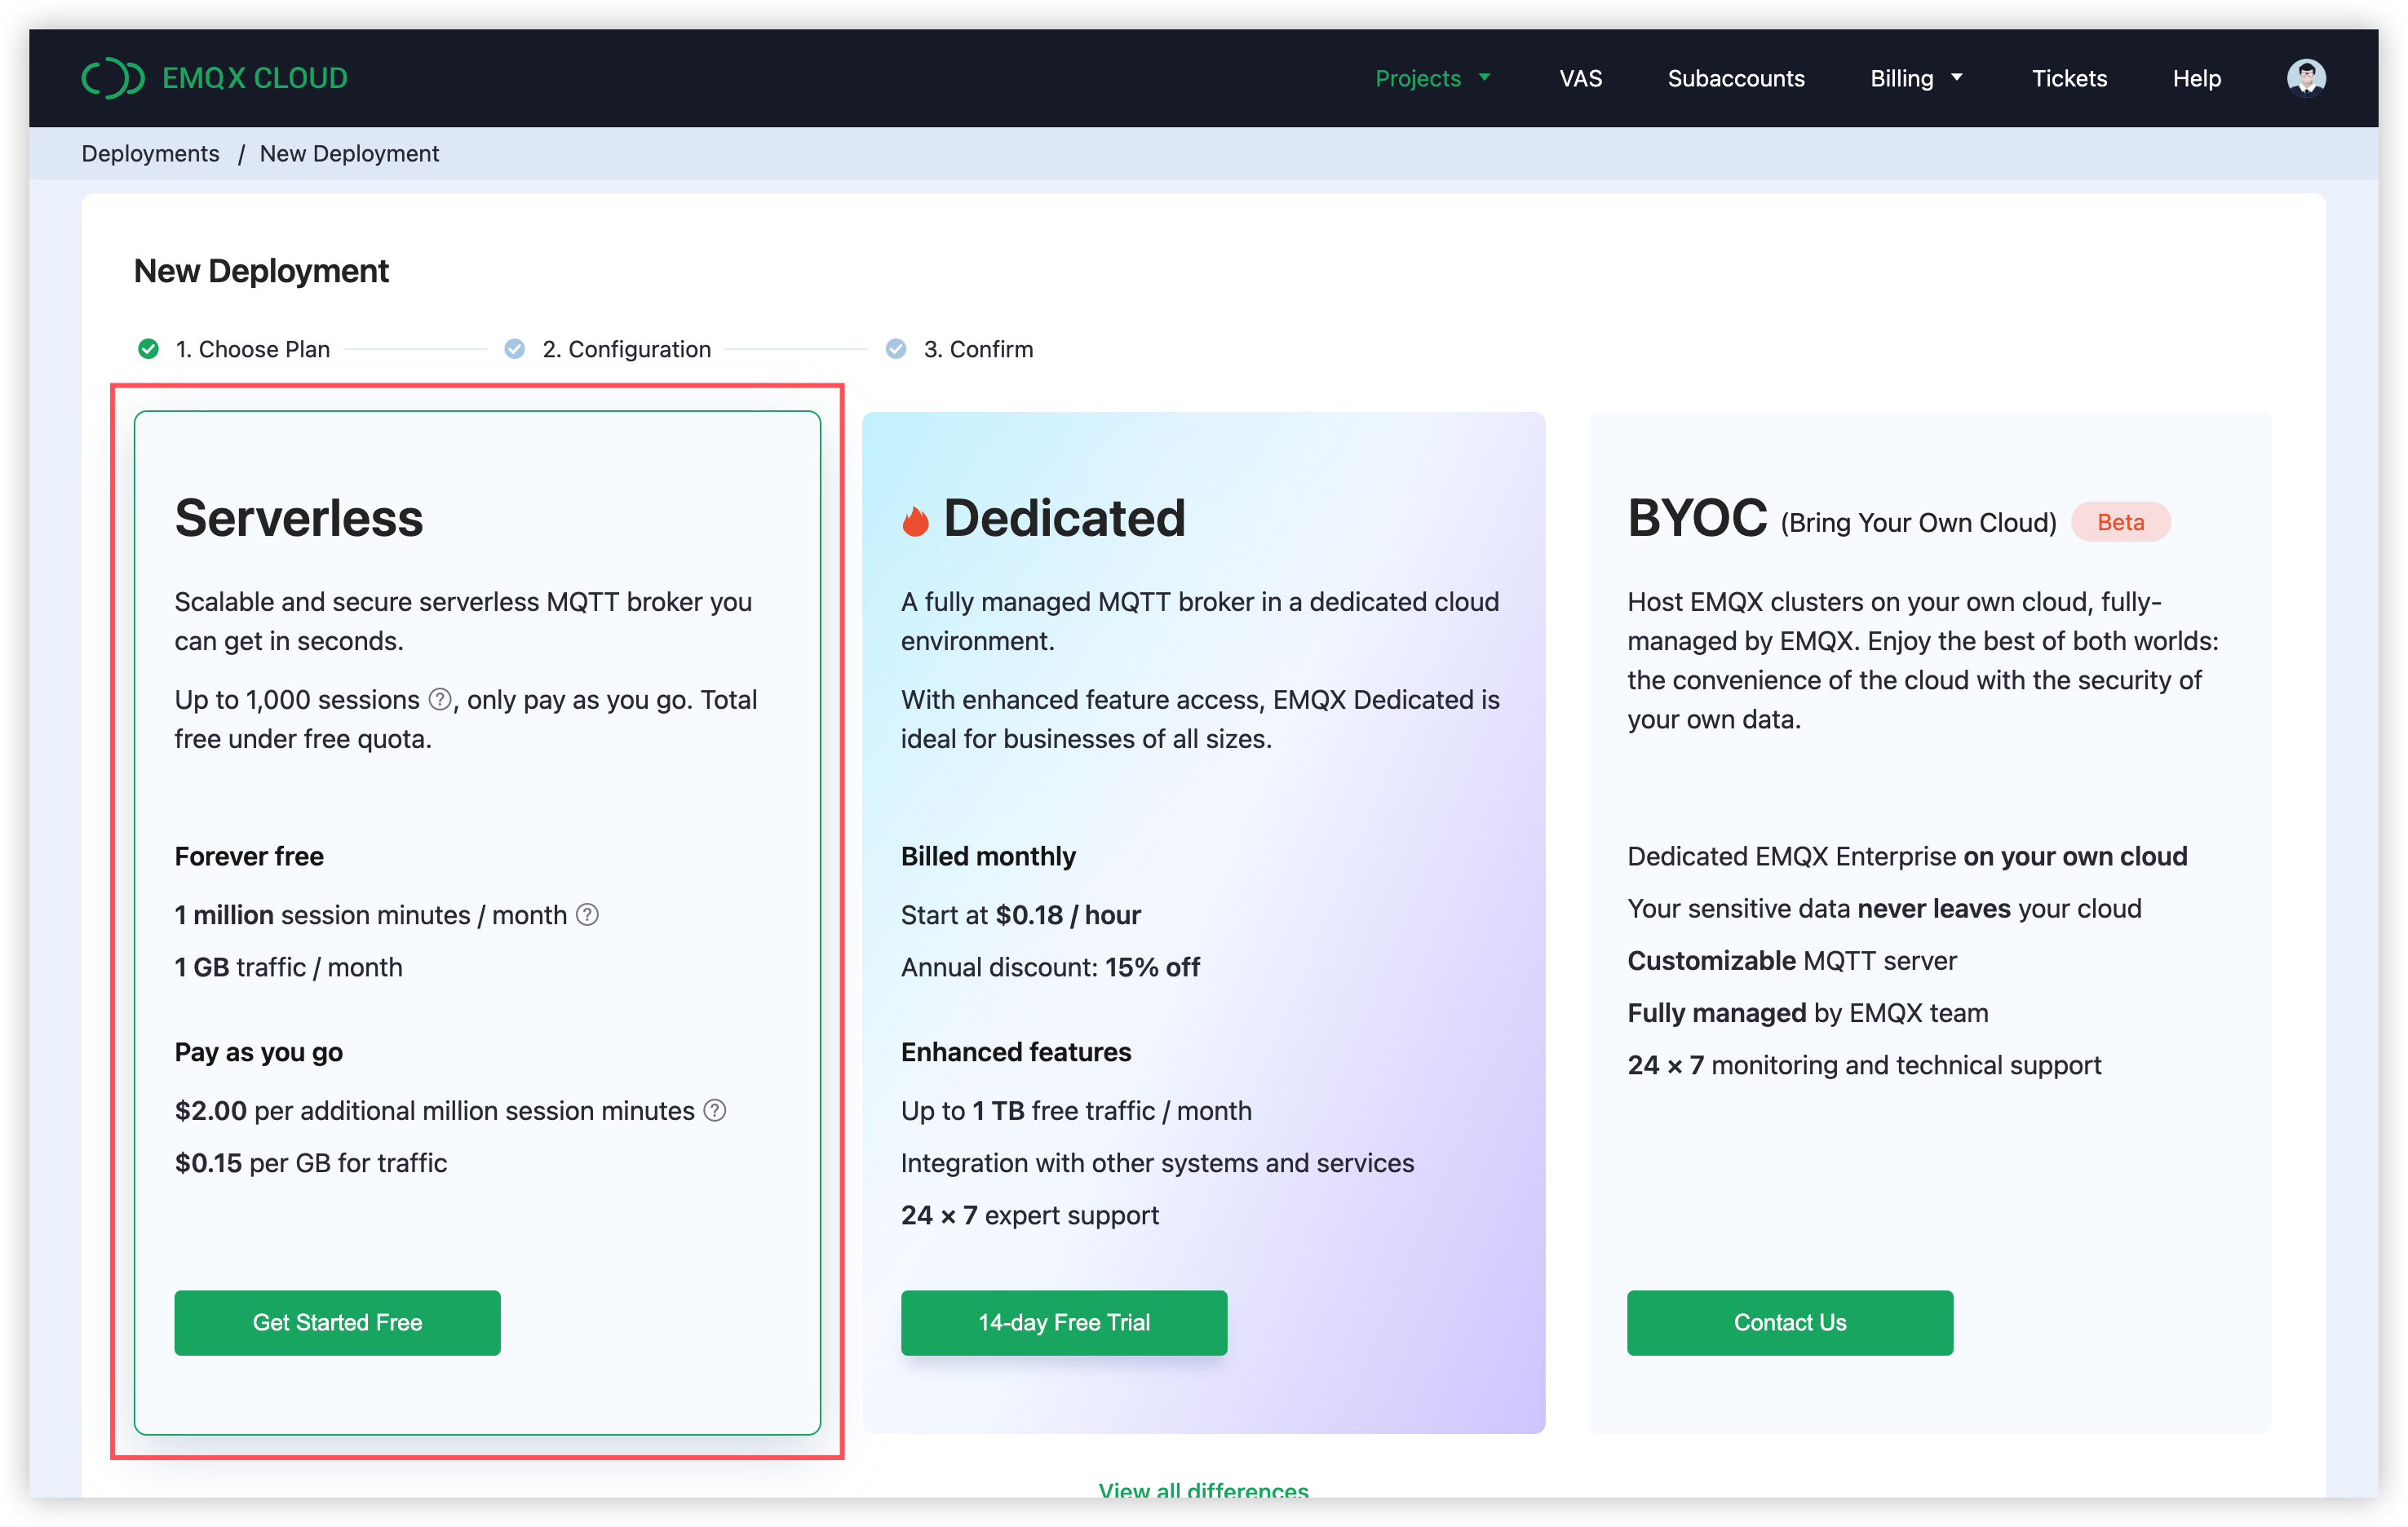 EMQX CLOUD
Projects
VAS
Subaccounts
Billing
Tickets
Help
Deployments / New Deployment
New Deployment
1. Choose Plan
2. Configuration
3. Confirm
Serverless
Scalable and secure serverless MQTT broker you
can get in seconds.
Up to 1,000 sessions ?, only pay as you go. Total
free under free quota.
Forever free
1 million session minutes / month ?
1 GB traffic / month
Pay as you go
$2.00 per additional million session minutes ?
$0.15 per GB for traffic
Get Started Free
Dedicated
A fully managed MQTT broker in a dedicated cloud
environment.
With enhanced feature access, EMQX Dedicated is
ideal for businesses of all sizes.
Billed monthly
Start at $0.18 / hour
Annual discount: 15% off
Enhanced features
Up to 1 TB free traffic / month
Integration with other systems and services
24 × 7 expert support
14-day Free Trial
BYOC (Bring Your Own Cloud) Beta
Host EMQX clusters on your own cloud, fully-
managed by EMQX. Enjoy the best of both worlds:
the convenience of the cloud with the security of
your own data.
Dedicated EMQX Enterprise on your own cloud
Your sensitive data never leaves your cloud
Customizable MQTT server
Fully managed by EMQX team
24 × 7 monitoring and technical support
Contact Us
View all differences